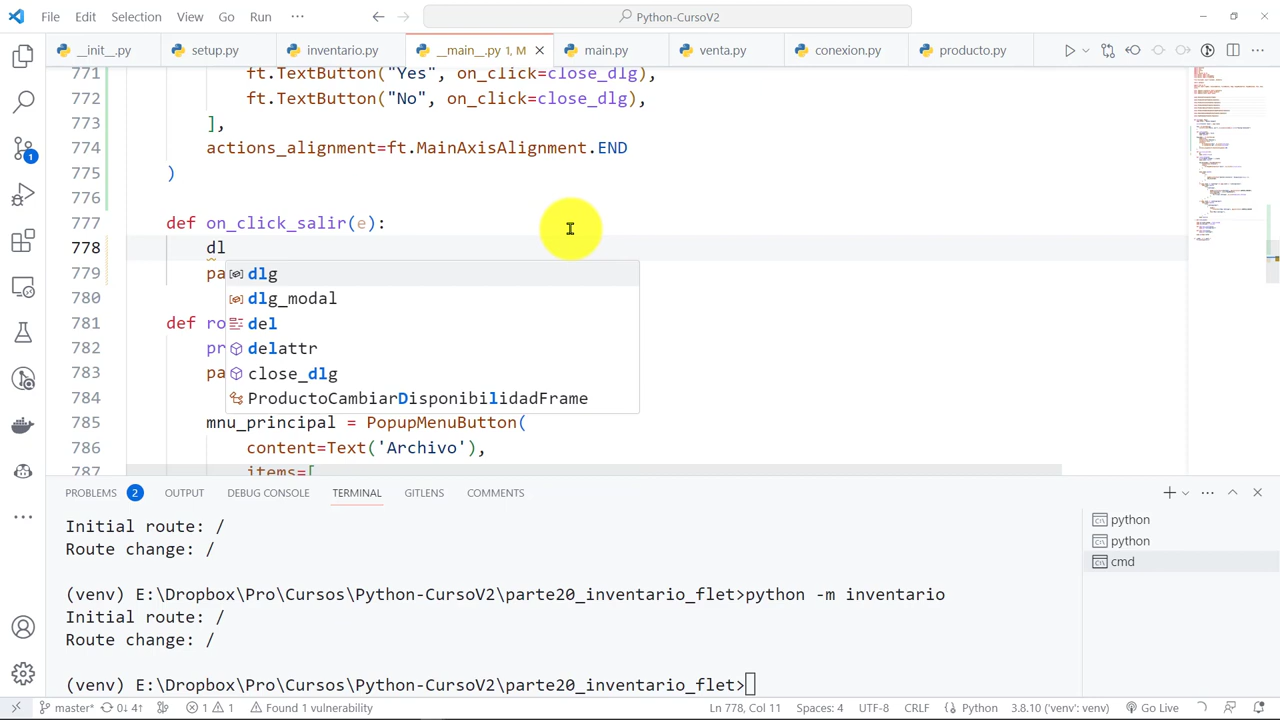 File Edit Selection View Go Run ··· Python-CursoV2
__init__.py setup.py inventario.py __main__.py 1, M main.py venta.py conexion.py producto.py
771 ft.TextButton("Yes", on_click=close_dlg),
772 ft.TextButton("No", on_click=close_dlg),
773 ],
774 actions_alignment=ft.MainAxisAlignment.END
775 )
776
777 def on_click_salir(e):
778 dl
779 pa
dlg
780
dlg_modal
781 def ro
del
782 pr
delattr
783 pa
close_dlg
784
ProductoCambiarDisponibilidadFrame
785 mnu_principal = PopupMenuButton(
786 content=Text('Archivo'),
787 items=[
PROBLEMS 2 OUTPUT DEBUG CONSOLE TERMINAL GITLENS COMMENTS
Initial route: /
Route change: /
(venv) E:\Dropbox\Pro\Cursos\Python-CursoV2\parte20_inventario_flet>python -m inventario
Initial route: /
Route change: /
(venv) E:\Dropbox\Pro\Cursos\Python-CursoV2\parte20_inventario_flet>
python
python
cmd
1
master* 0↓ 4↑ 1 1 Found 1 vulnerability Ln 778, Col 11 Spaces: 4 UTF-8 CRLF Python 3.8.10 ('venv': venv) Go Live